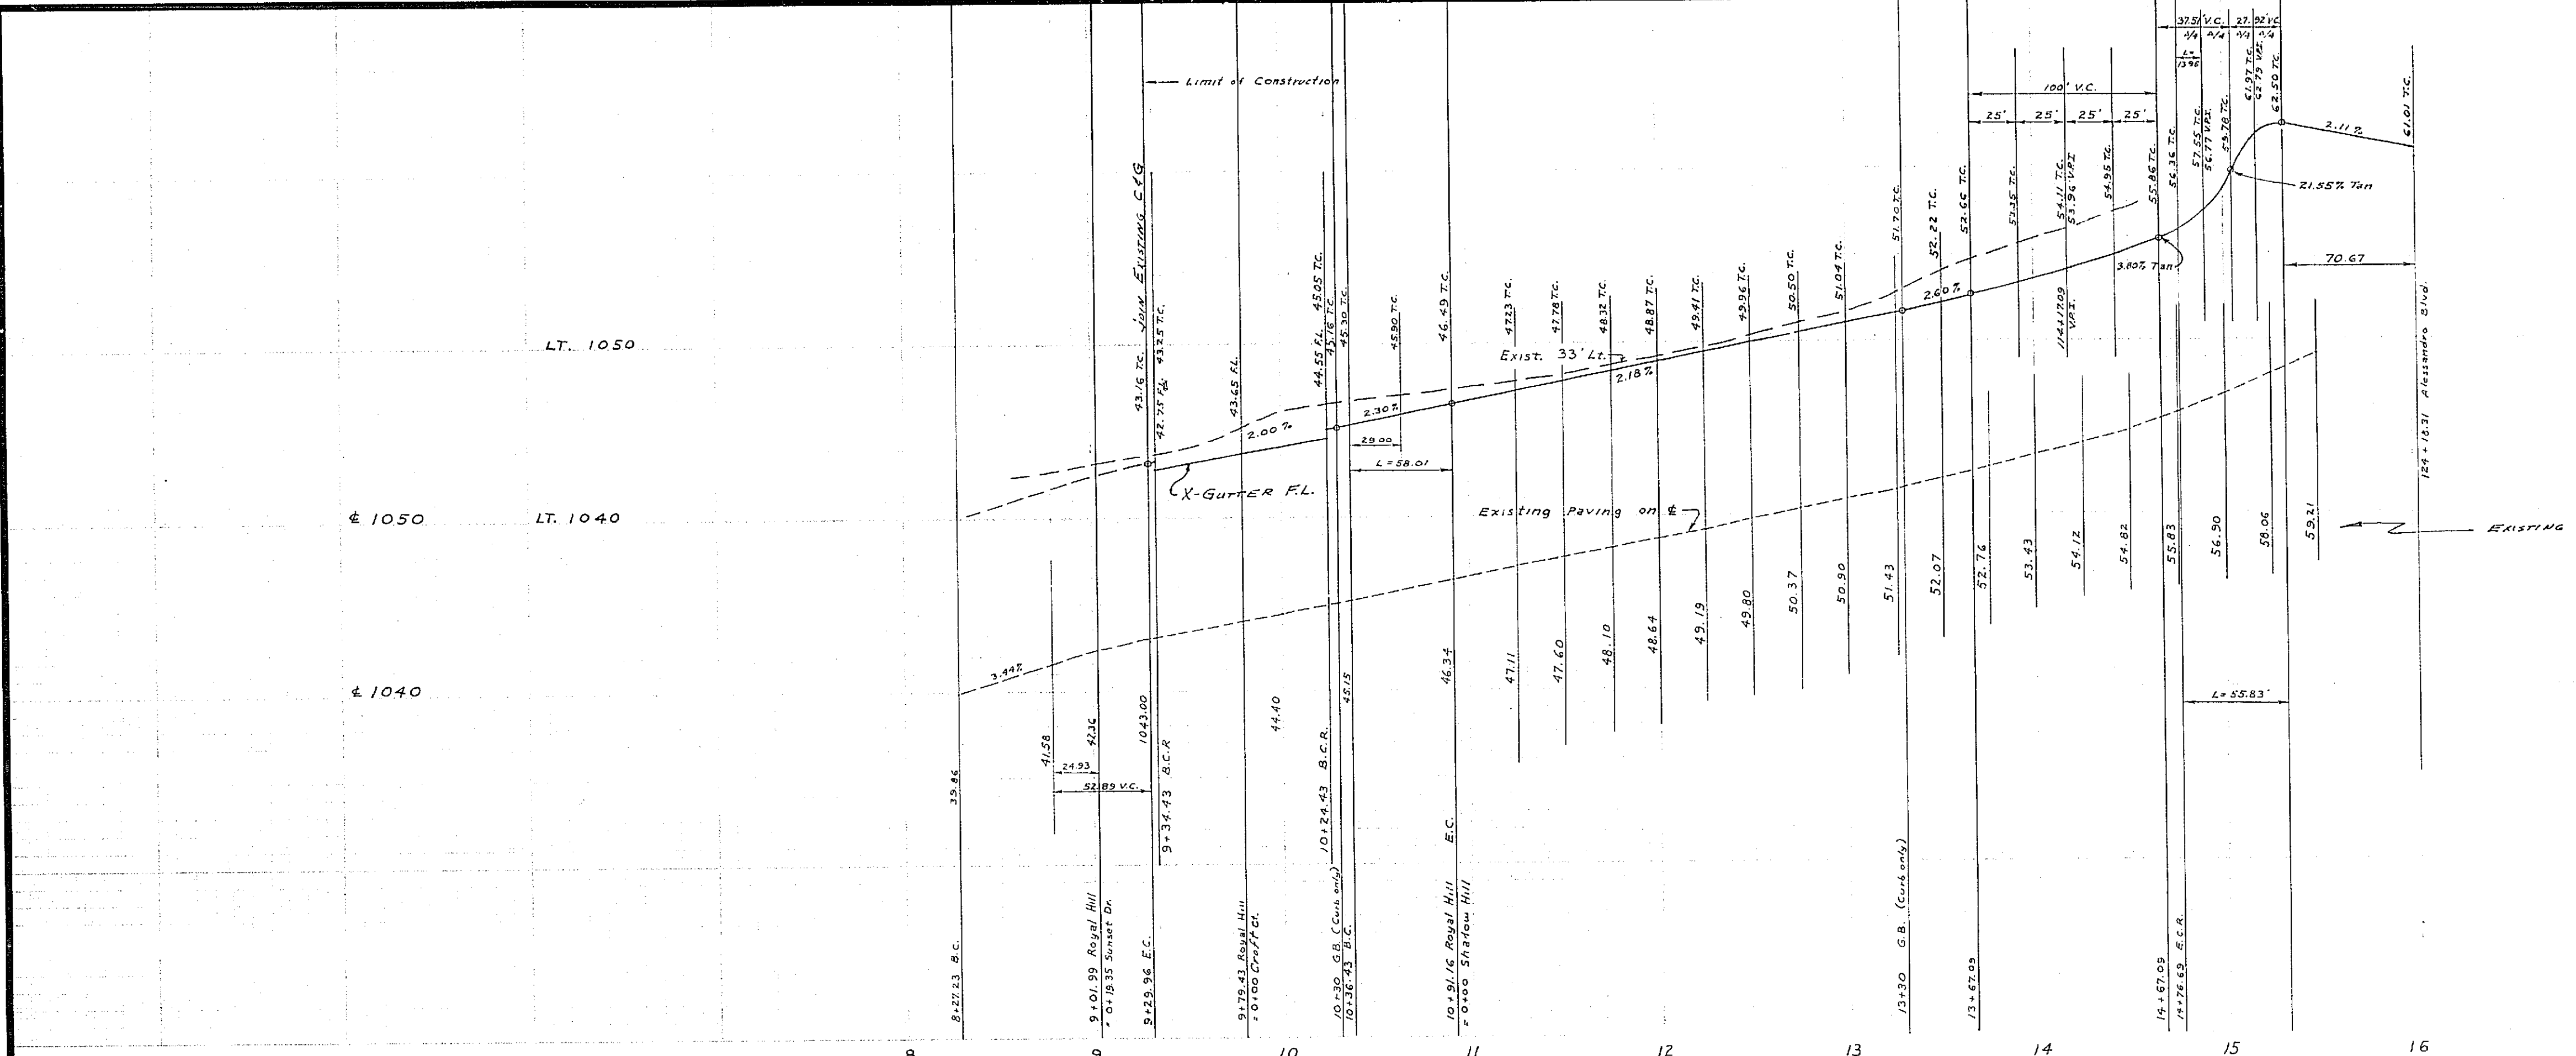 37.51' V.C.
27.92' V.C.
Δ/4
Δ/4
Δ/4
Δ/4
L=
13.96
Limit of Construction
100' V.C.
25'
25'
25'
25'
61.97 T.C.
62.79 V.P.I.
62.50 T.C.
61.01 T.C.
2.11%
57.55 T.C.
56.77 V.P.I.
59.78 T.C.
21.55% Tan
JOIN EXISTING C&G
43.16 T.C.
42.75 F.L.
43.25 T.C.
43.65 F.L.
44.55 F.L.
45.05 T.C.
45.16 T.C.
45.30 T.C.
45.90 T.C.
46.49 T.C.
47.23 T.C.
47.78 T.C.
48.32 T.C.
48.87 T.C.
49.41 T.C.
49.96 T.C.
50.50 T.C.
51.04 T.C.
51.70 T.C.
52.22 T.C.
52.66 T.C.
53.35 T.C.
54.11 T.C.
53.96 V.P.I.
54.95 T.C.
55.86 T.C.
56.36 T.C.
3.80% Tan
70.67
2.60%
114+17.09
V.P.I.
LT. 1050
Exist. 33' Lt.
2.18%
2.30%
2.00%
29.00
L = 58.01
X-GUTTER F.L.
124 + 18.31 Alessandro Blvd.
₵ 1050
LT. 1040
Existing Paving on ₵
EXISTING
₵ 1040
3.44%
39.86
41.58
42.36
1043.00
44.40
45.15
46.34
47.11
47.60
48.10
48.64
49.19
49.80
50.37
50.90
51.43
52.07
52.76
53.43
54.12
54.82
55.83
56.90
58.06
59.21
L = 55.83'
24.93
52.89 V.C.
8+27.23 B.C.
9+01.99 Royal Hill
= 0+19.35 Sunset Dr.
9+29.96 E.C.
9+34.43 B.C.R
9+79.43 Royal Hill
= 0+00 Croft Ct.
10+24.43 B.C.R.
10+30 G.B. (Curb only)
10+36.43 B.C.
10+91.16 Royal Hill E.C.
= 0+00 Shadow Hill
13+30 G.B. (Curb only)
13+67.09
14+67.09
14+76.69 E.C.R.
8
9
10
11
12
13
14
15
16